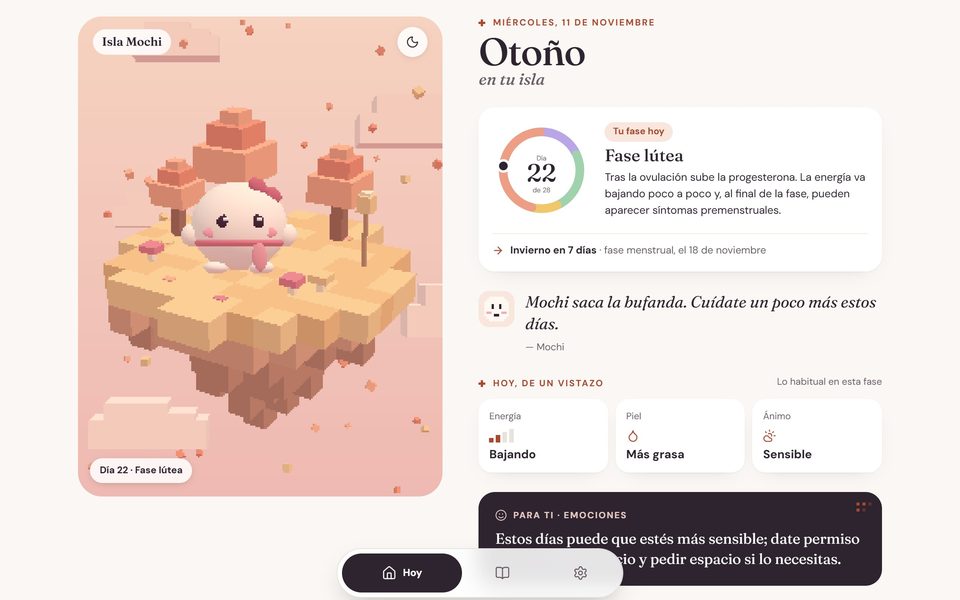 Isla Mochi
Día 22 · Fase lútea
MIÉRCOLES, 11 DE NOVIEMBRE
Otoño
en tu isla
Día
22
de 28
Tu fase hoy
Fase lútea
Tras la ovulación sube la progesterona. La energía va
bajando poco a poco y, al final de la fase, pueden
aparecer síntomas premenstruales.
Invierno en 7 días · fase menstrual, el 18 de noviembre
Mochi saca la bufanda. Cuídate un poco más estos
días.
— Mochi
HOY, DE UN VISTAZO
Lo habitual en esta fase
Energía
Bajando
Piel
Más grasa
Ánimo
Sensible
PARA TI · EMOCIONES
Estos días puede que estés más sensible; date permiso
y pedir espacio si lo necesitas.
Hoy